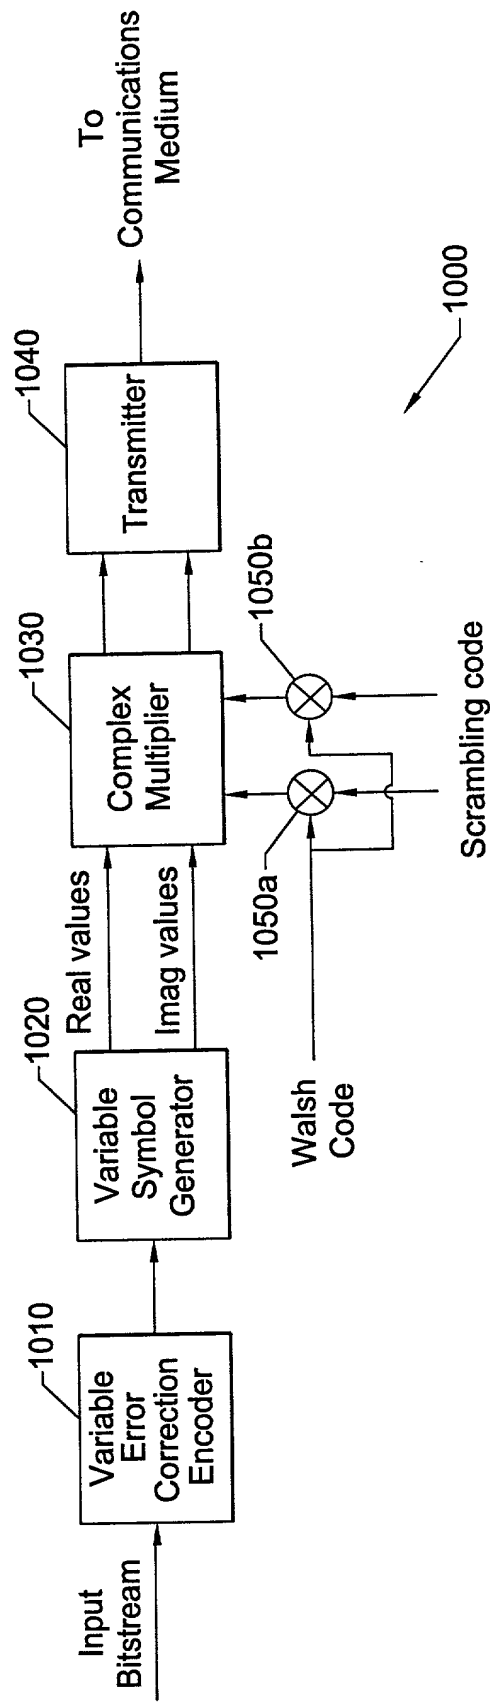 Input
Bitstream
1010
Variable
Error
Correction
Encoder
1020
Variable
Symbol
Generator
Real values
Imag values
1030
Complex
Multiplier
1040
Transmitter
To
Communications
Medium
Walsh
Code
1050a
1050b
Scrambling code
1000